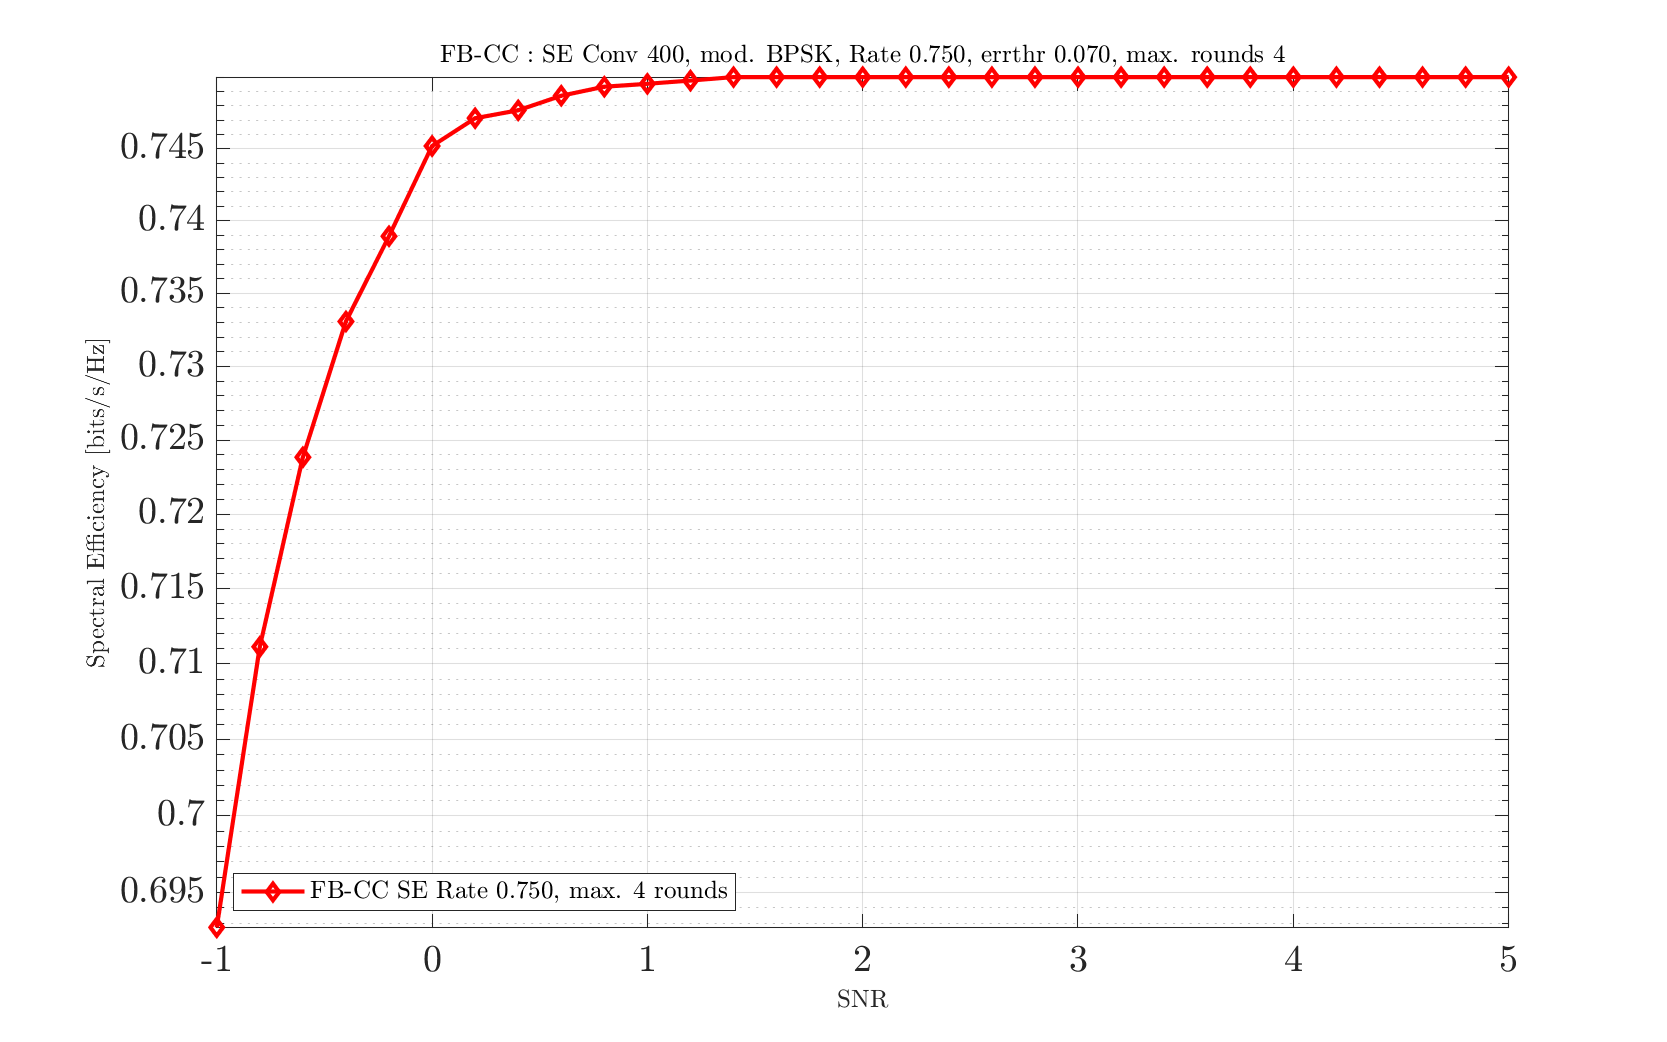 FB-CC : SE Conv 400, mod. BPSK, Rate 0.750, errthr 0.070, max. rounds 4
0.745
0.74
0.735
0.73
0.725
0.72
0.715
0.71
0.705
0.7
0.695
Spectral Efficiency [bits/s/Hz]
FB-CC SE Rate 0.750, max. 4 rounds
-1 0 1 2 3 4 5
SNR